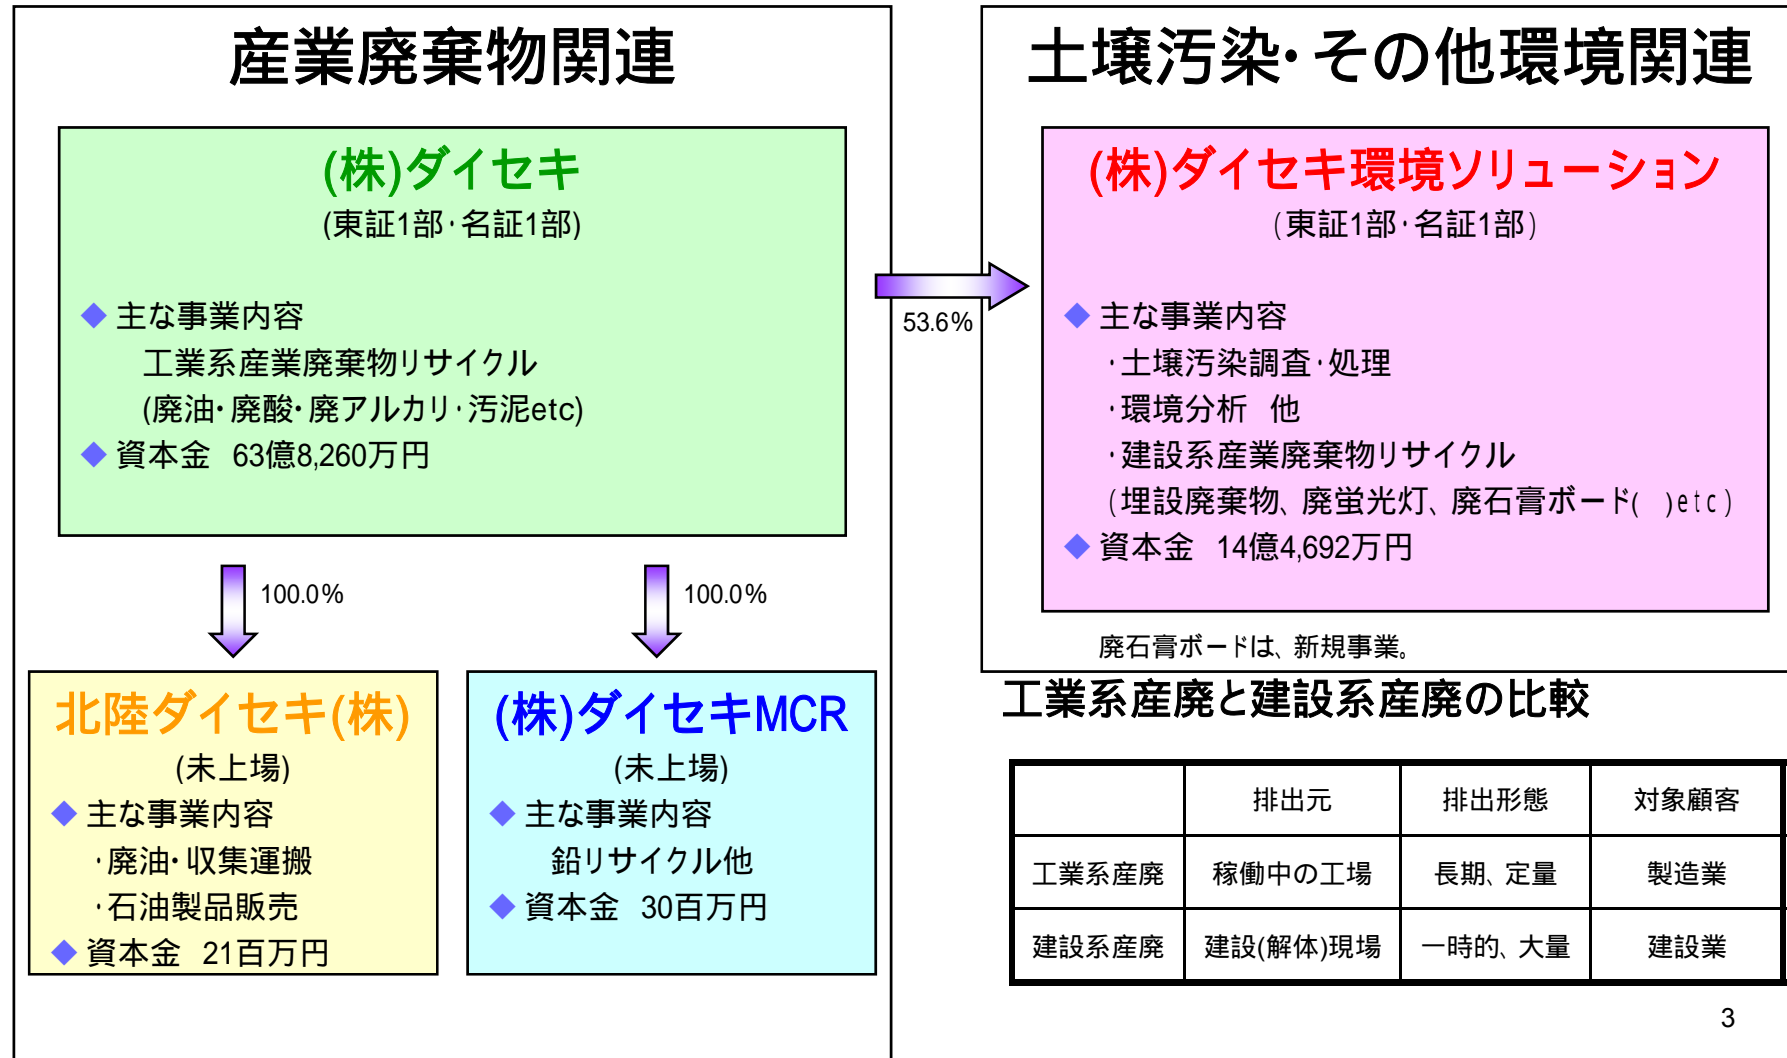 産業廃棄物関連
(株)ダイセキ
(東証1部・名証1部)
◆ 主な事業内容
工業系産業廃棄物リサイクル
(廃油・廃酸・廃アルカリ・汚泥etc)
◆ 資本金 63億8,260万円
100.0%
100.0%
北陸ダイセキ(株)
(未上場)
◆ 主な事業内容
・廃油・収集運搬
・石油製品販売
◆ 資本金 21百万円
(株)ダイセキMCR
(未上場)
◆ 主な事業内容
鉛リサイクル他
◆ 資本金 30百万円
53.6%
土壌汚染・その他環境関連
(株)ダイセキ環境ソリューション
(東証1部・名証1部)
◆ 主な事業内容
・土壌汚染調査・処理
・環境分析 他
・建設系産業廃棄物リサイクル
(埋設廃棄物、廃蛍光灯、廃石膏ボード( )etc)
◆ 資本金 14億4,692万円
廃石膏ボードは、新規事業。
工業系産廃と建設系産廃の比較
排出元 排出形態 対象顧客
工業系産廃 稼働中の工場 長期、定量 製造業
建設系産廃 建設(解体)現場 一時的、大量 建設業
3